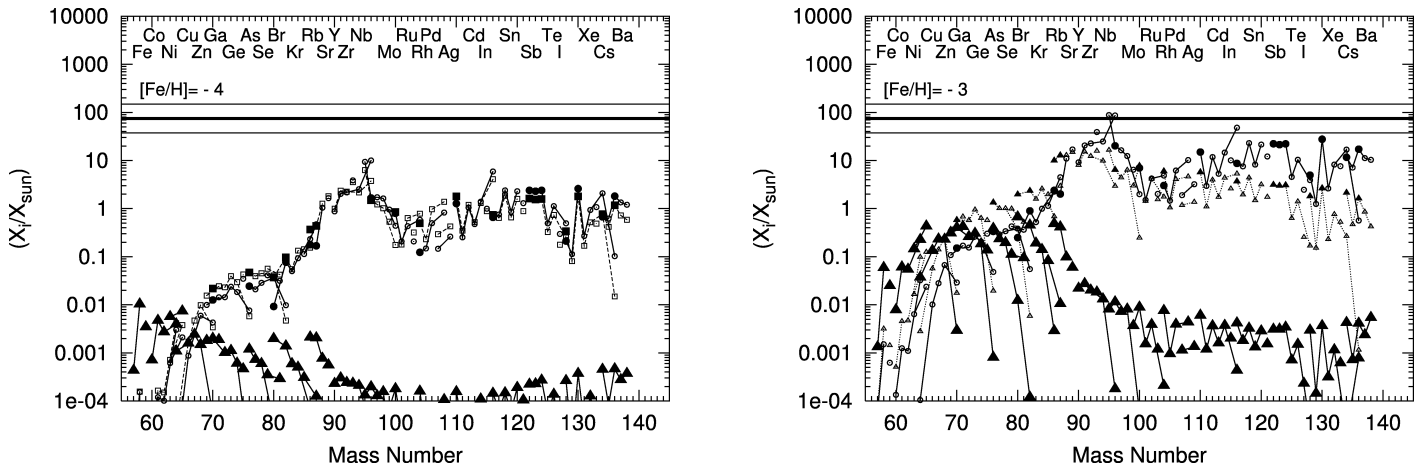 10000
1000
100
10
1
0.1
0.01
0.001
1e-04
(Xi/Xsun)
Co Cu Ga As Br Rb Y Nb Ru Pd Cd Sn Te Xe Ba
Fe Ni Zn Ge Se Kr Sr Zr Mo Rh Ag In Sb I Cs
[Fe/H]= - 4
60 70 80 90 100 110 120 130 140
Mass Number
10000
1000
100
10
1
0.1
0.01
0.001
1e-04
(Xi/Xsun)
Co Cu Ga As Br Rb Y Nb Ru Pd Cd Sn Te Xe Ba
Fe Ni Zn Ge Se Kr Sr Zr Mo Rh Ag In Sb I Cs
[Fe/H]= - 3
60 70 80 90 100 110 120 130 140
Mass Number